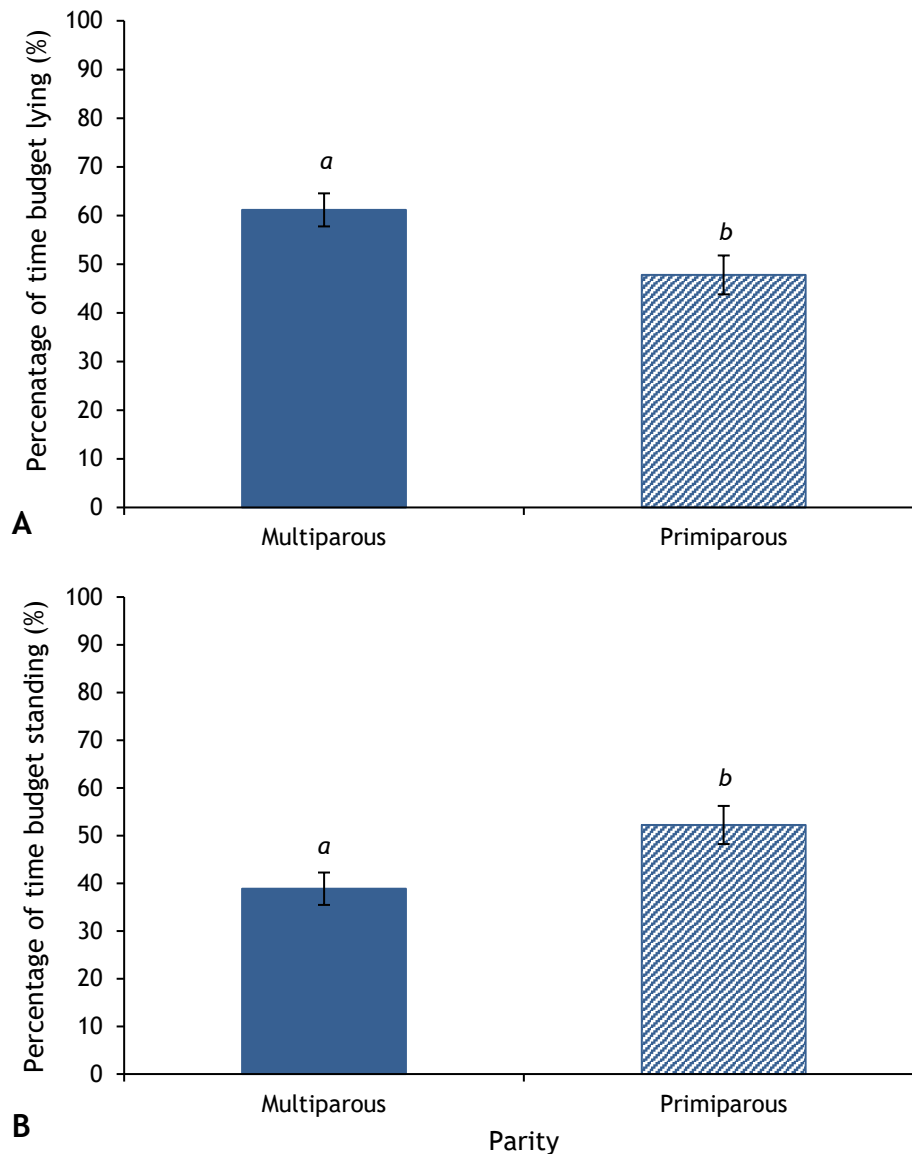 Percenatage of time budget lying (%)
100
90
80
70
60
50
40
30
20
10
0
a
b
Multiparous
Primiparous
A
Percentage of time budget standing (%)
100
90
80
70
60
50
40
30
20
10
0
a
b
Multiparous
Primiparous
B
Parity